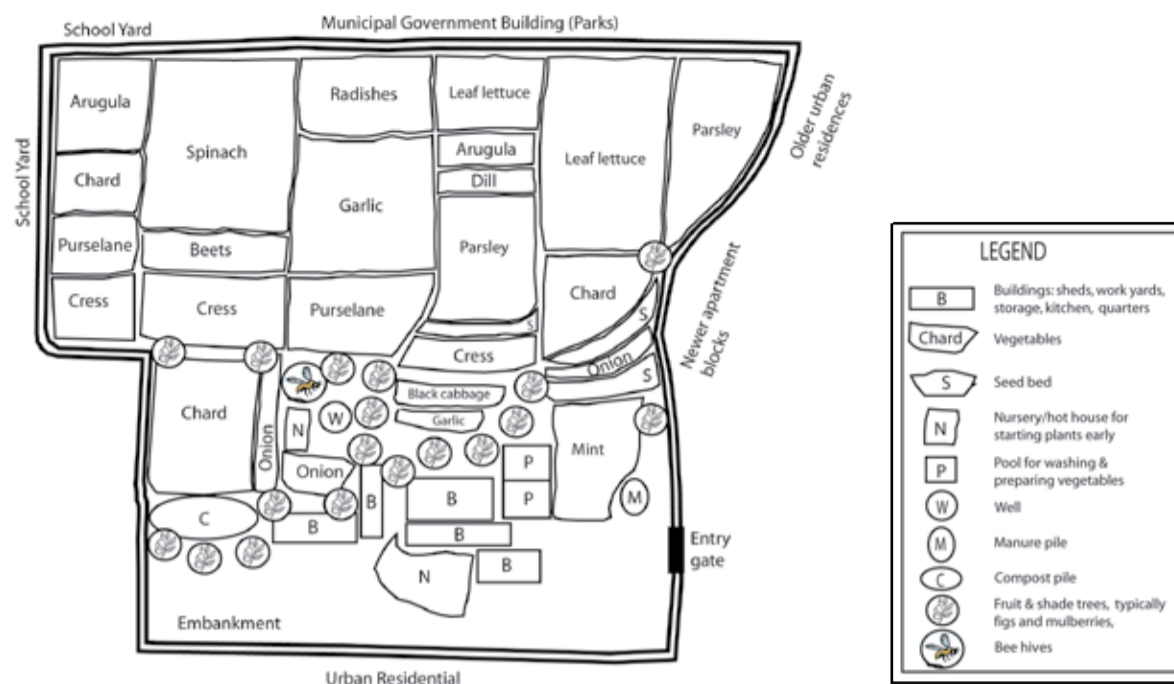 School Yard
Municipal Government Building (Parks)
School Yard
Older urban
residences
Newer apartment
blocks
Arugula
Spinach
Radishes
Leaf lettuce
Leaf lettuce
Parsley
Chard
Garlic
Arugula
Dill
Purselane
Beets
Parsley
Chard
Cress
Cress
Purselane
S
S
Cress
Onion
S
Chard
Onion
Black cabbage
Garlic
N
W
Mint
Onion
P
P
B
B
M
C
B
B
Entry
gate
N
B
Embankment
Urban Residential
LEGEND
B
Buildings: sheds, work yards,
storage, kitchen, quarters
Chard
Vegetables
S
Seed bed
N
Nursery/hot house for
starting plants early
P
Pool for washing &
preparing vegetables
W
Well
M
Manure pile
C
Compost pile
Fruit & shade trees, typically
figs and mulberries,
Bee hives